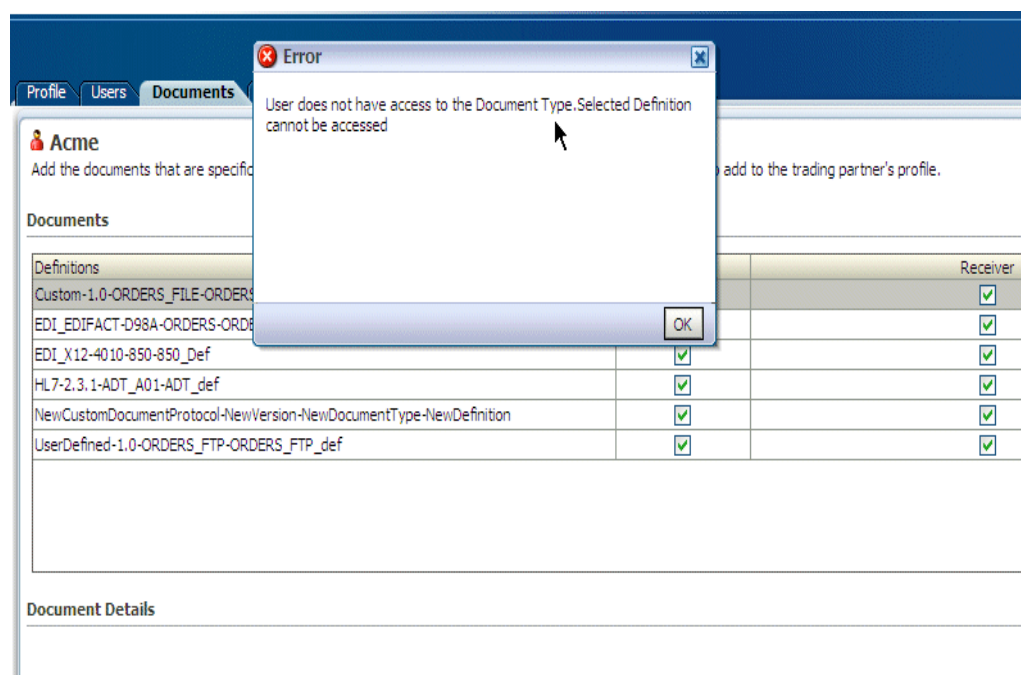 Error
Profile Users Documents
User does not have access to the Document Type.Selected Definition
cannot be accessed
Acme
Add the documents that are specific add to the trading partner's profile.
Documents
Definitions Receiver
Custom-1.0-ORDERS_FILE-ORDERS
EDI_EDIFACT-D98A-ORDERS-ORDE
OK
EDI_X12-4010-850-850_Def
HL7-2.3.1-ADT_A01-ADT_def
NewCustomDocumentProtocol-NewVersion-NewDocumentType-NewDefinition
UserDefined-1.0-ORDERS_FTP-ORDERS_FTP_def
Document Details